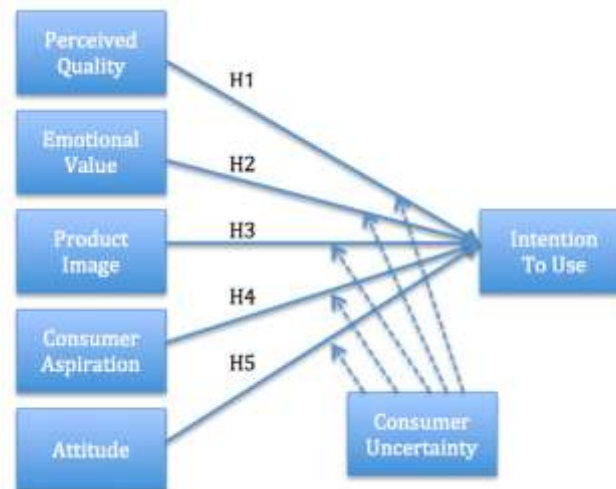 Perceived
Quality
H1
Emotional
Value
H2
Product
Image
H3
Intention
To Use
Consumer
Aspiration
H4
H5
Attitude
Consumer
Uncertainty